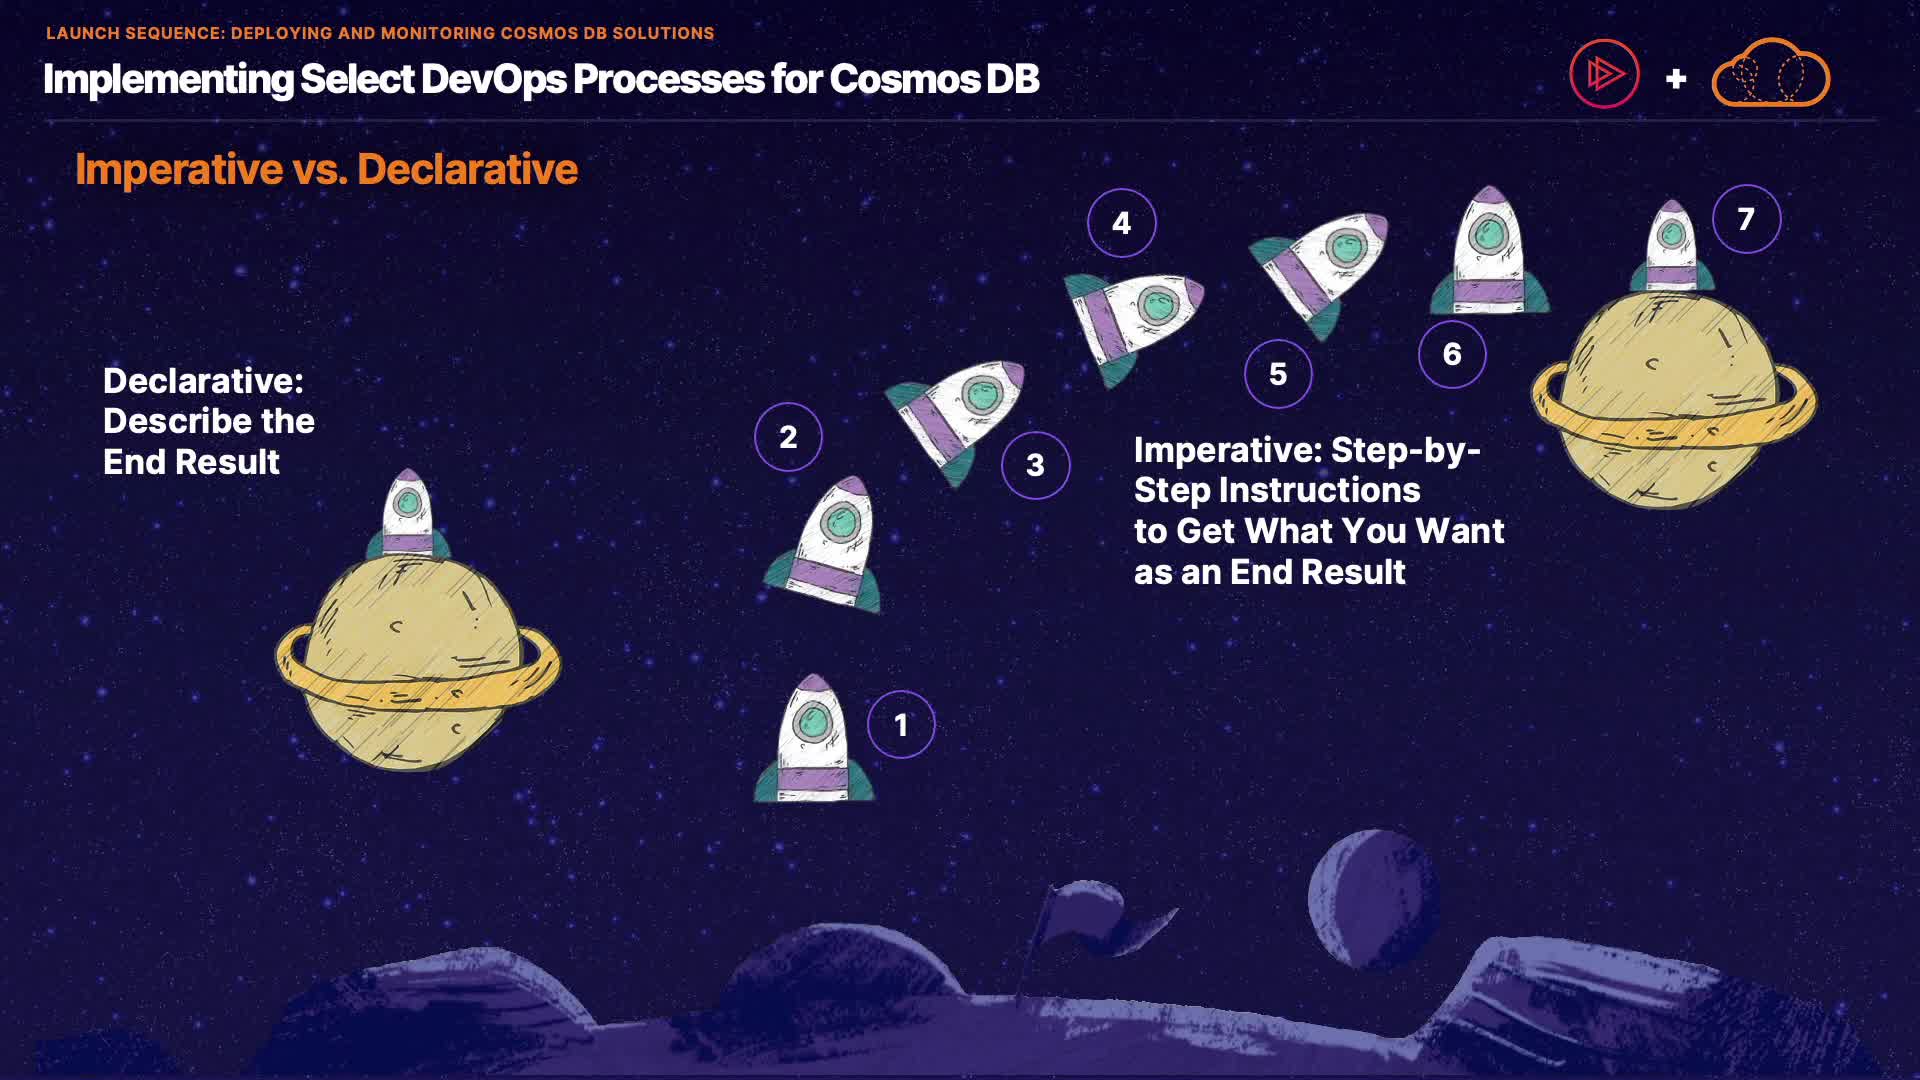 LAUNCH SEQUENCE: DEPLOYING AND MONITORING COSMOS DB SOLUTIONS
Implementing Select DevOps Processes for Cosmos DB
+
Imperative vs. Declarative
Declarative:
Describe the
End Result
1
2
3
4
5
6
7
Imperative: Step-by-
Step Instructions
to Get What You Want
as an End Result